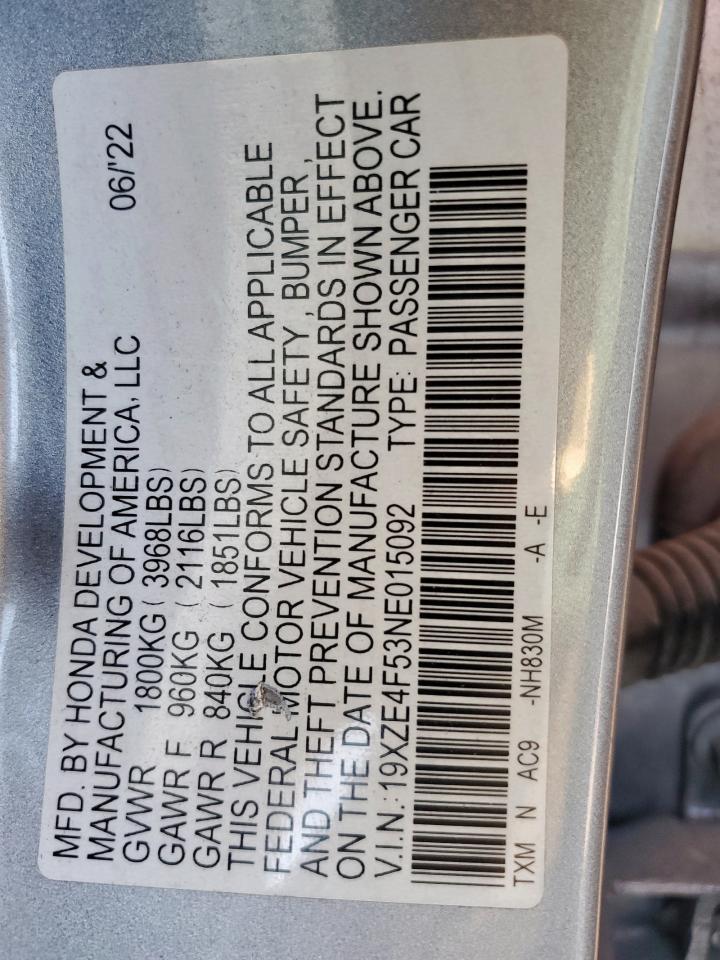 MFD. BY HONDA DEVELOPMENT &
MANUFACTURING OF AMERICA, LLC 06/'22
GVWR 1800KG ( 3968LBS)
GAWR F 960KG ( 2116LBS)
GAWR R 840KG ( 1851LBS)
THIS VEHICLE CONFORMS TO ALL APPLICABLE
FEDERAL MOTOR VEHICLE SAFETY , BUMPER ,
AND THEFT PREVENTION STANDARDS IN EFFECT
ON THE DATE OF MANUFACTURE SHOWN ABOVE.
V.I.N.: 19XZE4F53NE015092 TYPE: PASSENGER CAR
TXM N AC9 -NH830M -A -E